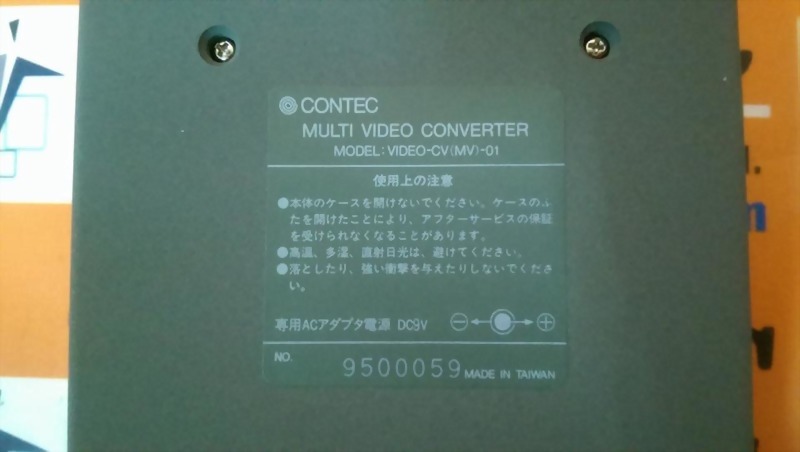 CONTEC
MULTI VIDEO CONVERTER
MODEL:VIDEO-CV(MV)-01
使用上の注意
●本体のケースを開けないでください。ケースのふ
たを開けたことにより、アフターサービスの保証
を受けられなくなることがあります。
●高温、多湿、直射日光は、避けてください。
●落としたり、強い衝撃を与えたりしないでくださ
い。
専用ACアダプタ電源 DC9V
NO.
9500059 MADE IN TAIWAN